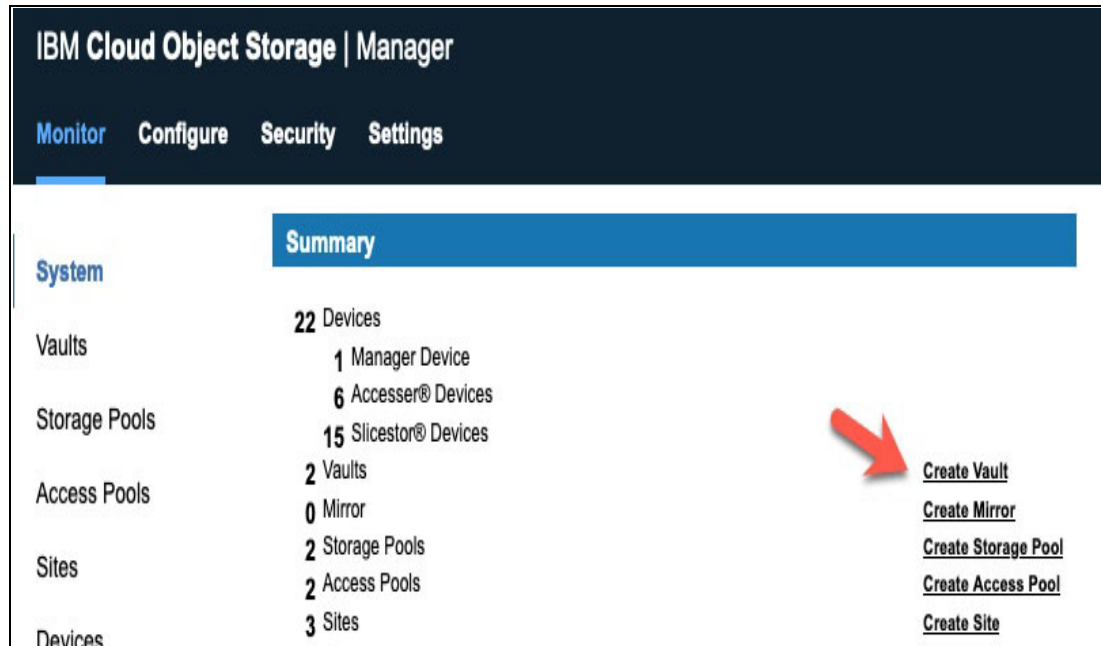 IBM Cloud Object Storage | Manager
Monitor Configure Security Settings
System
Vaults
Storage Pools
Access Pools
Sites
Devices
Summary
22 Devices
1 Manager Device
6 Accesser® Devices
15 Slicestor® Devices
2 Vaults Create Vault
0 Mirror Create Mirror
2 Storage Pools Create Storage Pool
2 Access Pools Create Access Pool
3 Sites Create Site